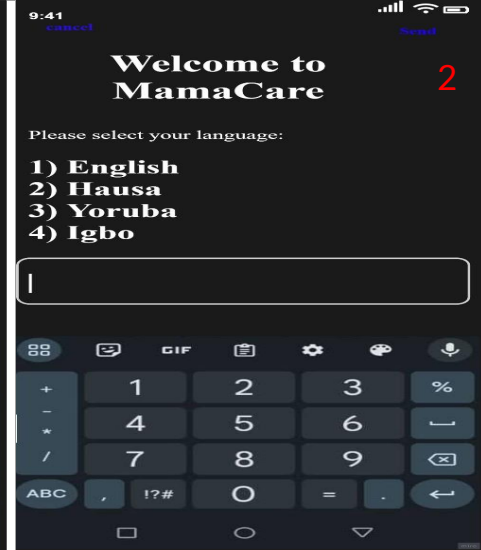 9:41
cancel
Send
Welcome to
MamaCare
2
Please select your language:
1) English
2) Hausa
3) Yoruba
4) Igbo
GIF
+ 1 2 3 %
- 
* 4 5 6
/ 7 8 9
ABC , !?# 0 = .